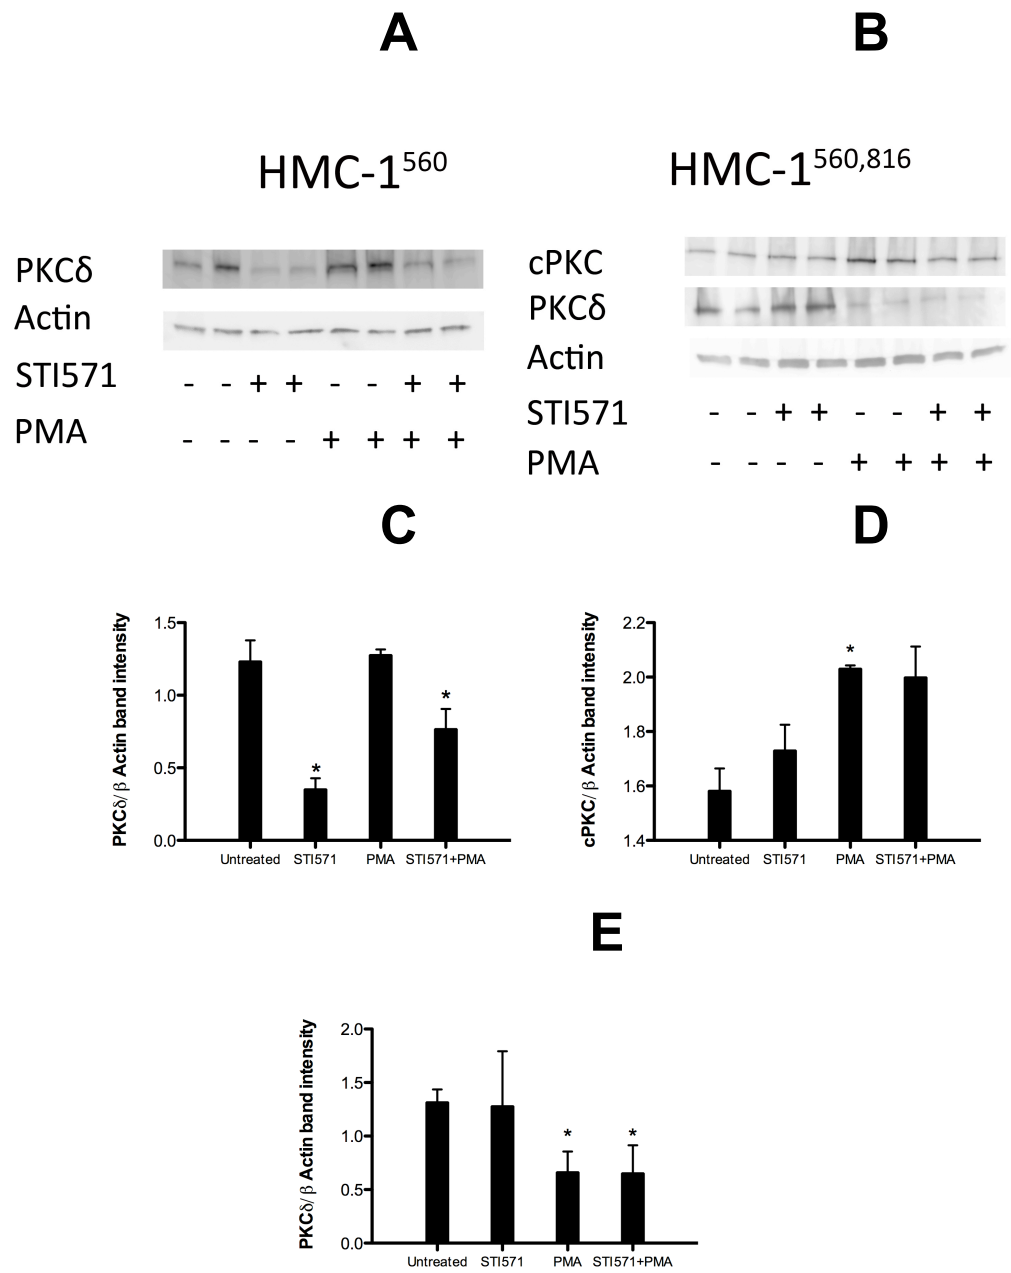 A
B
HMC-1560
HMC-1560,816
PKCδ
Actin
STI571 - - + + - - + +
PMA - - - - + + + +
cPKC
PKCδ
Actin
STI571 - - + + - - + +
PMA - - - - + + + +
C
D
PKCδ/ β Actin band intensity
1.5
1.0
0.5
0.0
*
*
Untreated STI571 PMA STI571+PMA
cPKC/ β Actin band intensity
2.2
2.0
1.8
1.6
1.4
*
Untreated STI571 PMA STI571+PMA
E
PKCδ/ β Actin band intensity
2.0
1.5
1.0
0.5
0.0
* *
Untreated STI571 PMA STI571+PMA